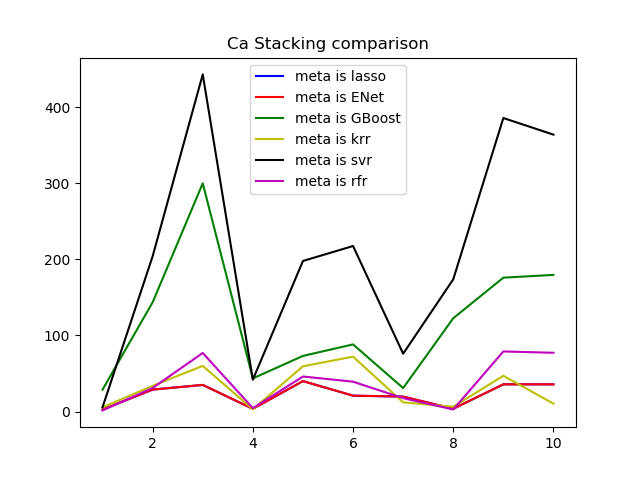 Ca Stacking comparison
meta is lasso
meta is ENet
meta is GBoost
meta is krr
meta is svr
meta is rfr
400
300
200
100
0
2 4 6 8 10